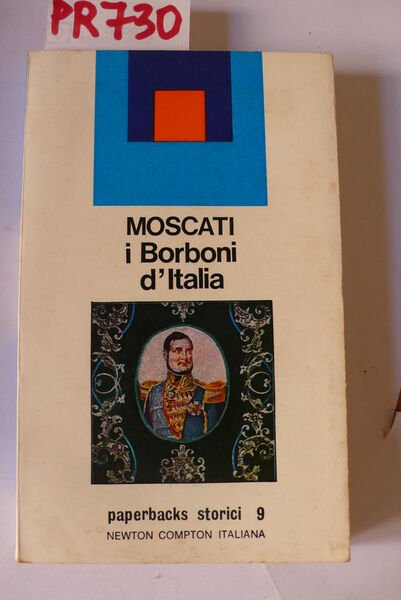 PR730
MOSCATI
i Borboni
d'Italia
paperbacks storici 9
NEWTON COMPTON ITALIANA